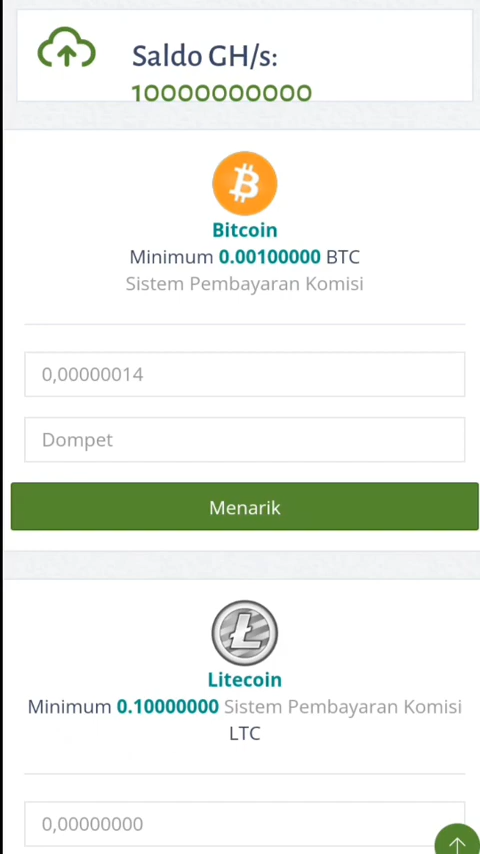 Saldo GH/s:
10000000000
Bitcoin
Minimum 0.00100000 BTC
Sistem Pembayaran Komisi
0,00000014
Dompet
Menarik
Litecoin
Minimum 0.10000000 Sistem Pembayaran Komisi
LTC
0,00000000